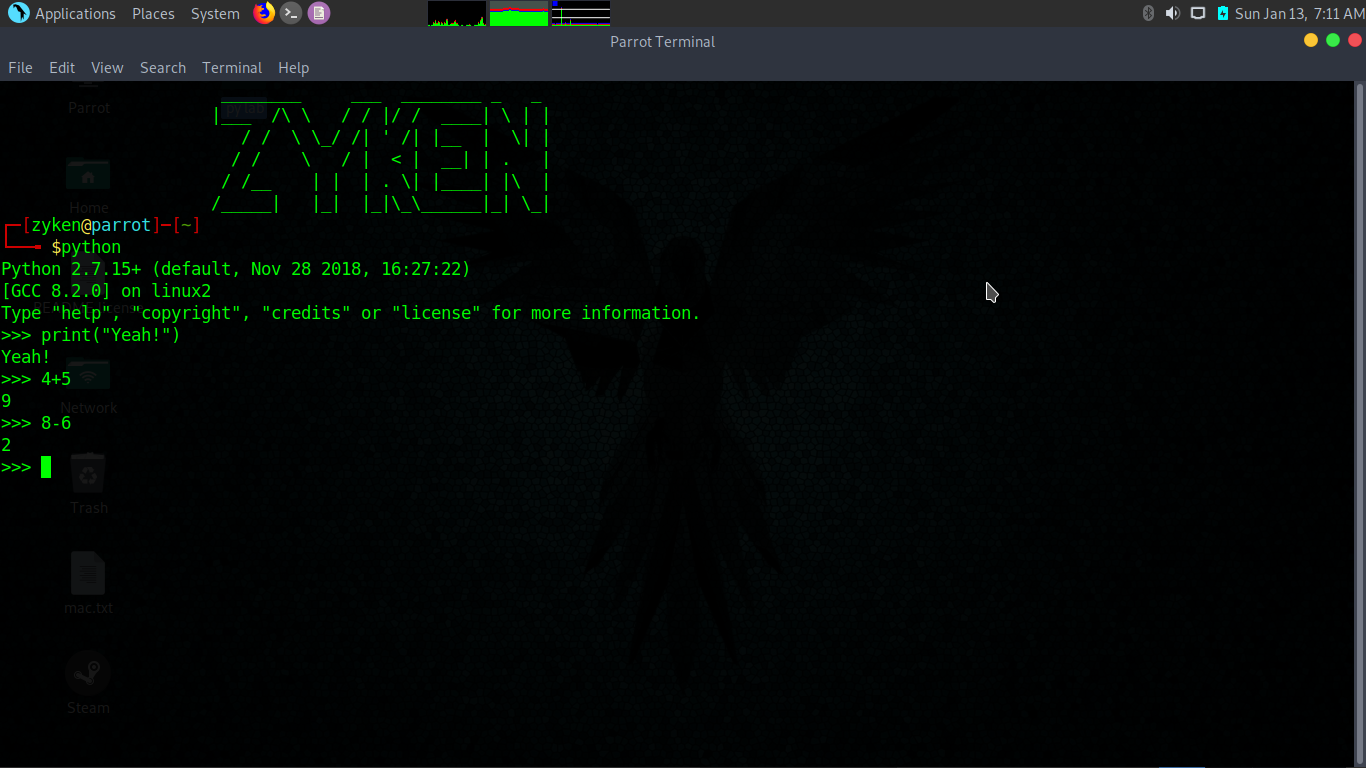 Applications Places System Sun Jan 13, 7:11 AM
Parrot Terminal
File Edit View Search Terminal Help
Parrot
ZYKEN
Home
┌─[zyken@parrot]─[~]
└──╼ $python
Python 2.7.15+ (default, Nov 28 2018, 16:27:22)
[GCC 8.2.0] on linux2
Type "help", "copyright", "credits" or "license" for more information.
>>> print("Yeah!")
Yeah!
>>> 4+5
9
Network
>>> 8-6
2
>>>
Trash
mac.txt
Steam